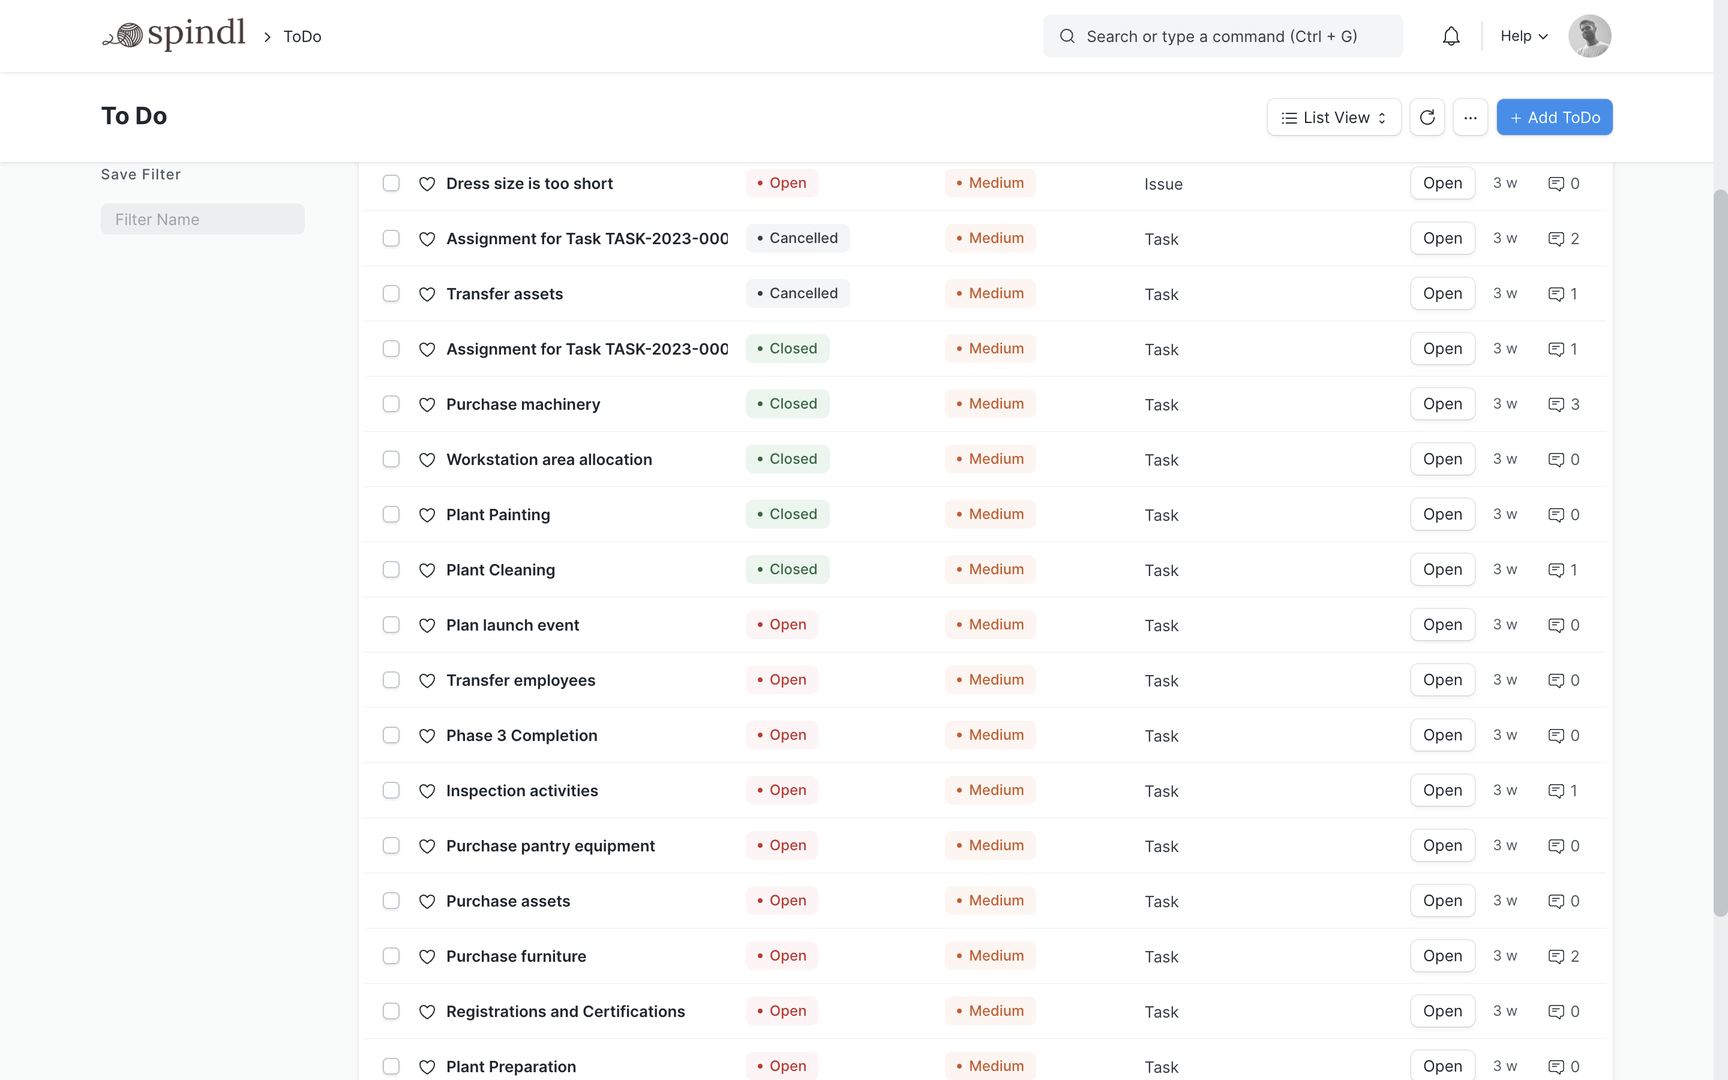 spindl > ToDo Search or type a command (Ctrl + G) Help
To Do List View ... + Add ToDo
Save Filter
Filter Name
Dress size is too short • Open • Medium Issue Open 3 w 0
Assignment for Task TASK-2023-000 • Cancelled • Medium Task Open 3 w 2
Transfer assets • Cancelled • Medium Task Open 3 w 1
Assignment for Task TASK-2023-000 • Closed • Medium Task Open 3 w 1
Purchase machinery • Closed • Medium Task Open 3 w 3
Workstation area allocation • Closed • Medium Task Open 3 w 0
Plant Painting • Closed • Medium Task Open 3 w 0
Plant Cleaning • Closed • Medium Task Open 3 w 1
Plan launch event • Open • Medium Task Open 3 w 0
Transfer employees • Open • Medium Task Open 3 w 0
Phase 3 Completion • Open • Medium Task Open 3 w 0
Inspection activities • Open • Medium Task Open 3 w 1
Purchase pantry equipment • Open • Medium Task Open 3 w 0
Purchase assets • Open • Medium Task Open 3 w 0
Purchase furniture • Open • Medium Task Open 3 w 2
Registrations and Certifications • Open • Medium Task Open 3 w 0
Plant Preparation • Open • Medium Task Open 3 w 0